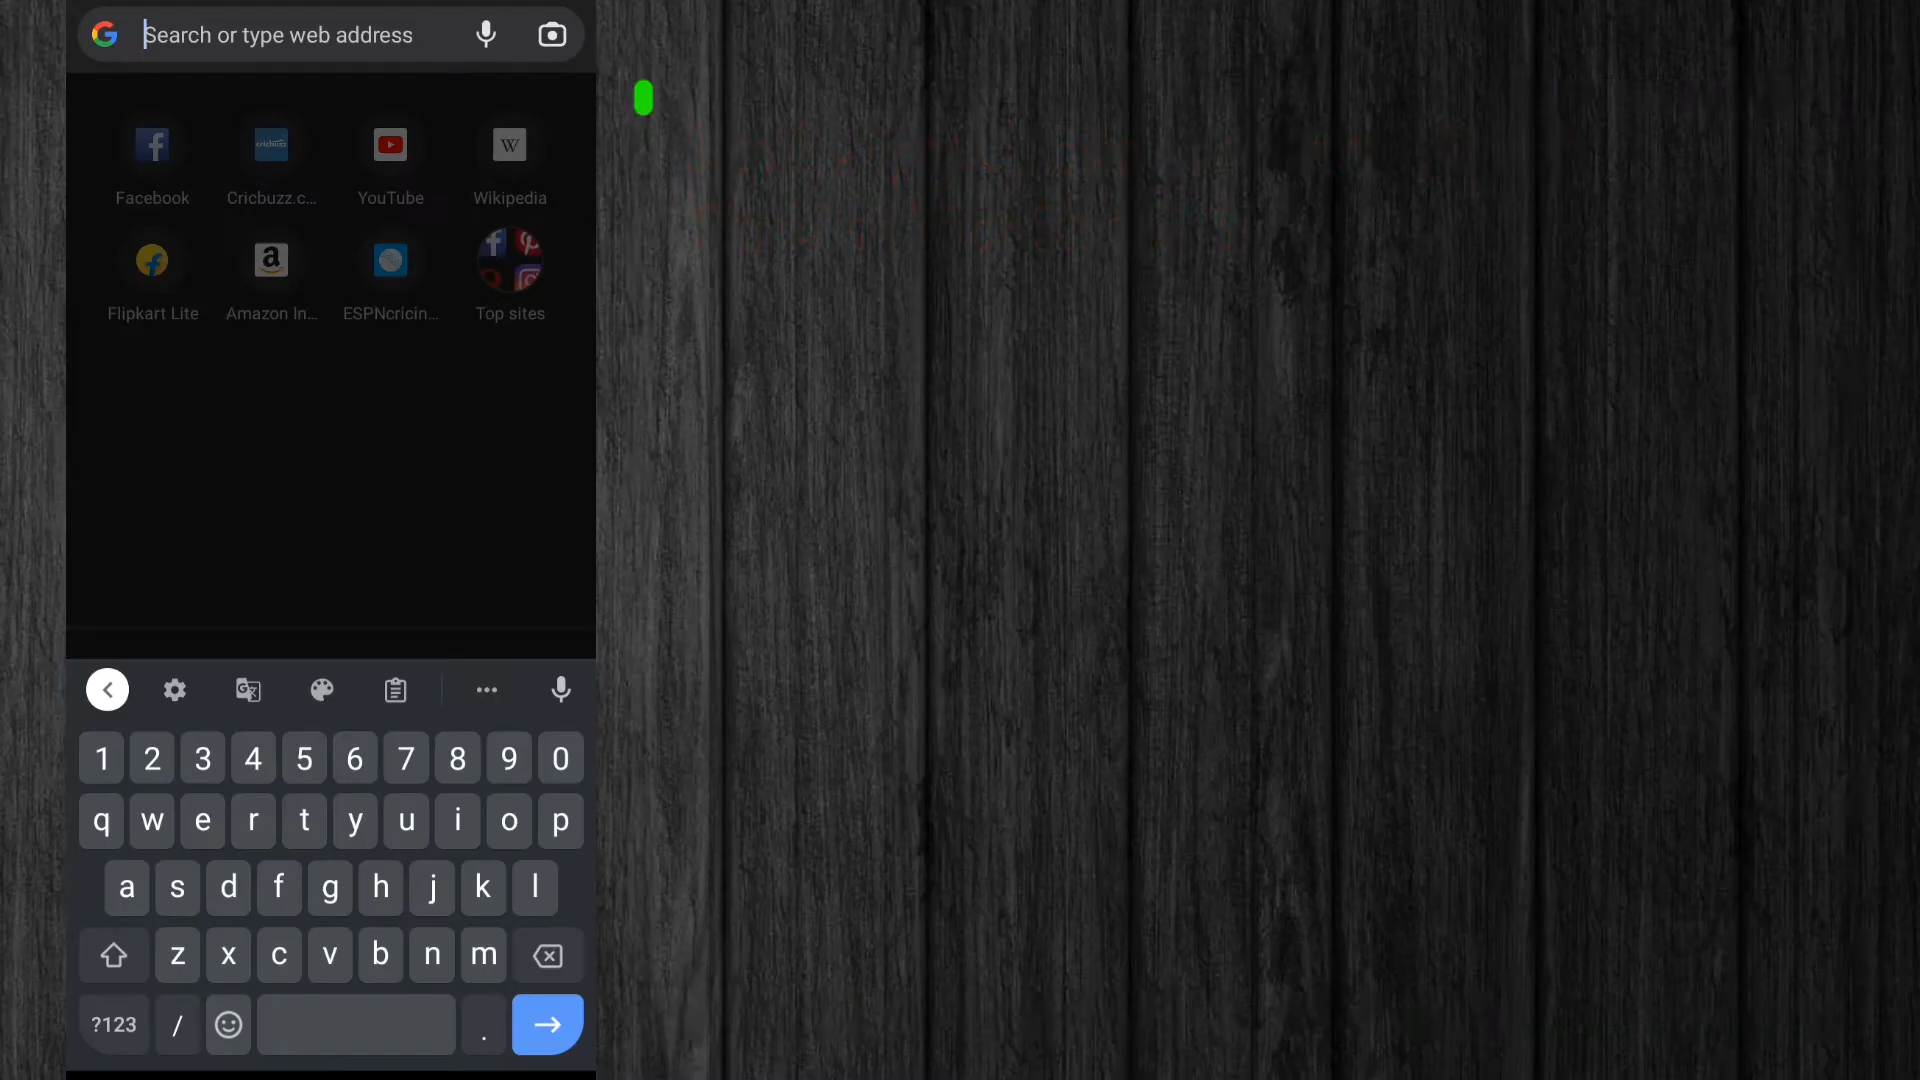 Search or type web address
Facebook Cricbuzz.c... YouTube Wikipedia
Flipkart Lite Amazon In... ESPNcricin... Top sites
1 2 3 4 5 6 7 8 9 0
q w e r t y u i o p
a s d f g h j k l
z x c v b n m
?123 / .